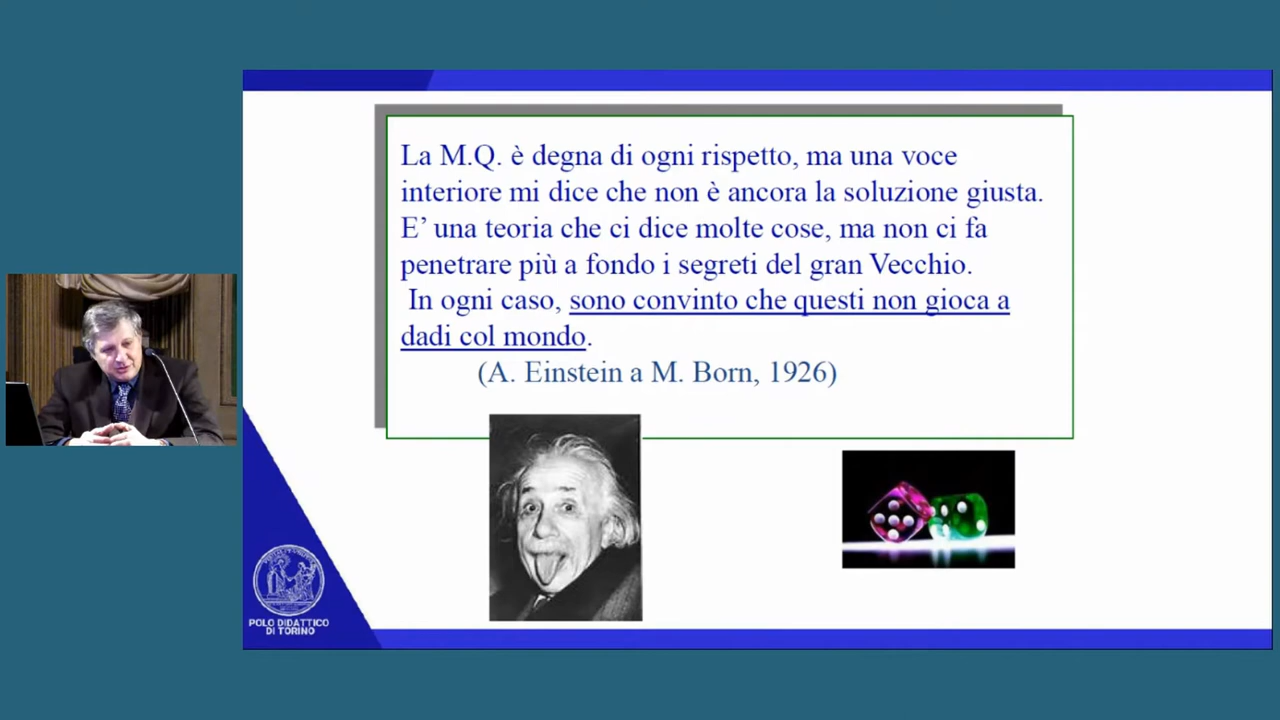 La M.Q. è degna di ogni rispetto, ma una voce
interiore mi dice che non è ancora la soluzione giusta.
E’ una teoria che ci dice molte cose, ma non ci fa
penetrare più a fondo i segreti del gran Vecchio.
In ogni caso, sono convinto che questi non gioca a
dadi col mondo.
(A. Einstein a M. Born, 1926)
POLO DIDATTICO
DI TORINO